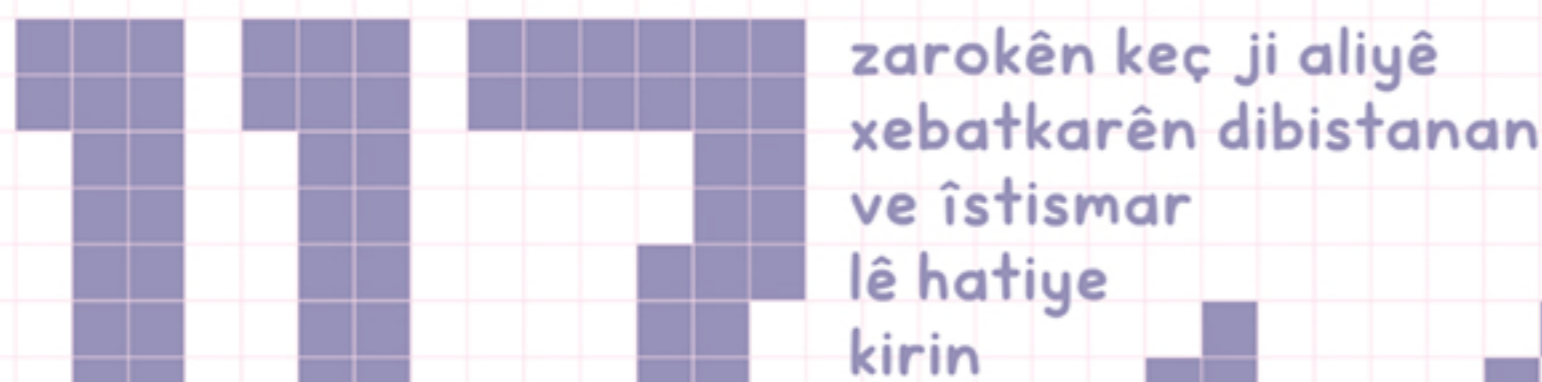 117
zarokên keç ji aliyê
xebatkarên dibistanan
ve îstismar
lê hatiye
kirin